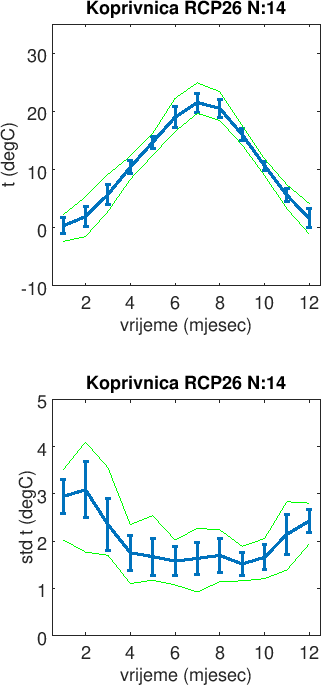 Koprivnica RCP26 N:14
30
20
10
0
-10
t (degC)
2 4 6 8 10 12
vrijeme (mjesec)
Koprivnica RCP26 N:14
5
4
3
2
1
0
std t (degC)
2 4 6 8 10 12
vrijeme (mjesec)